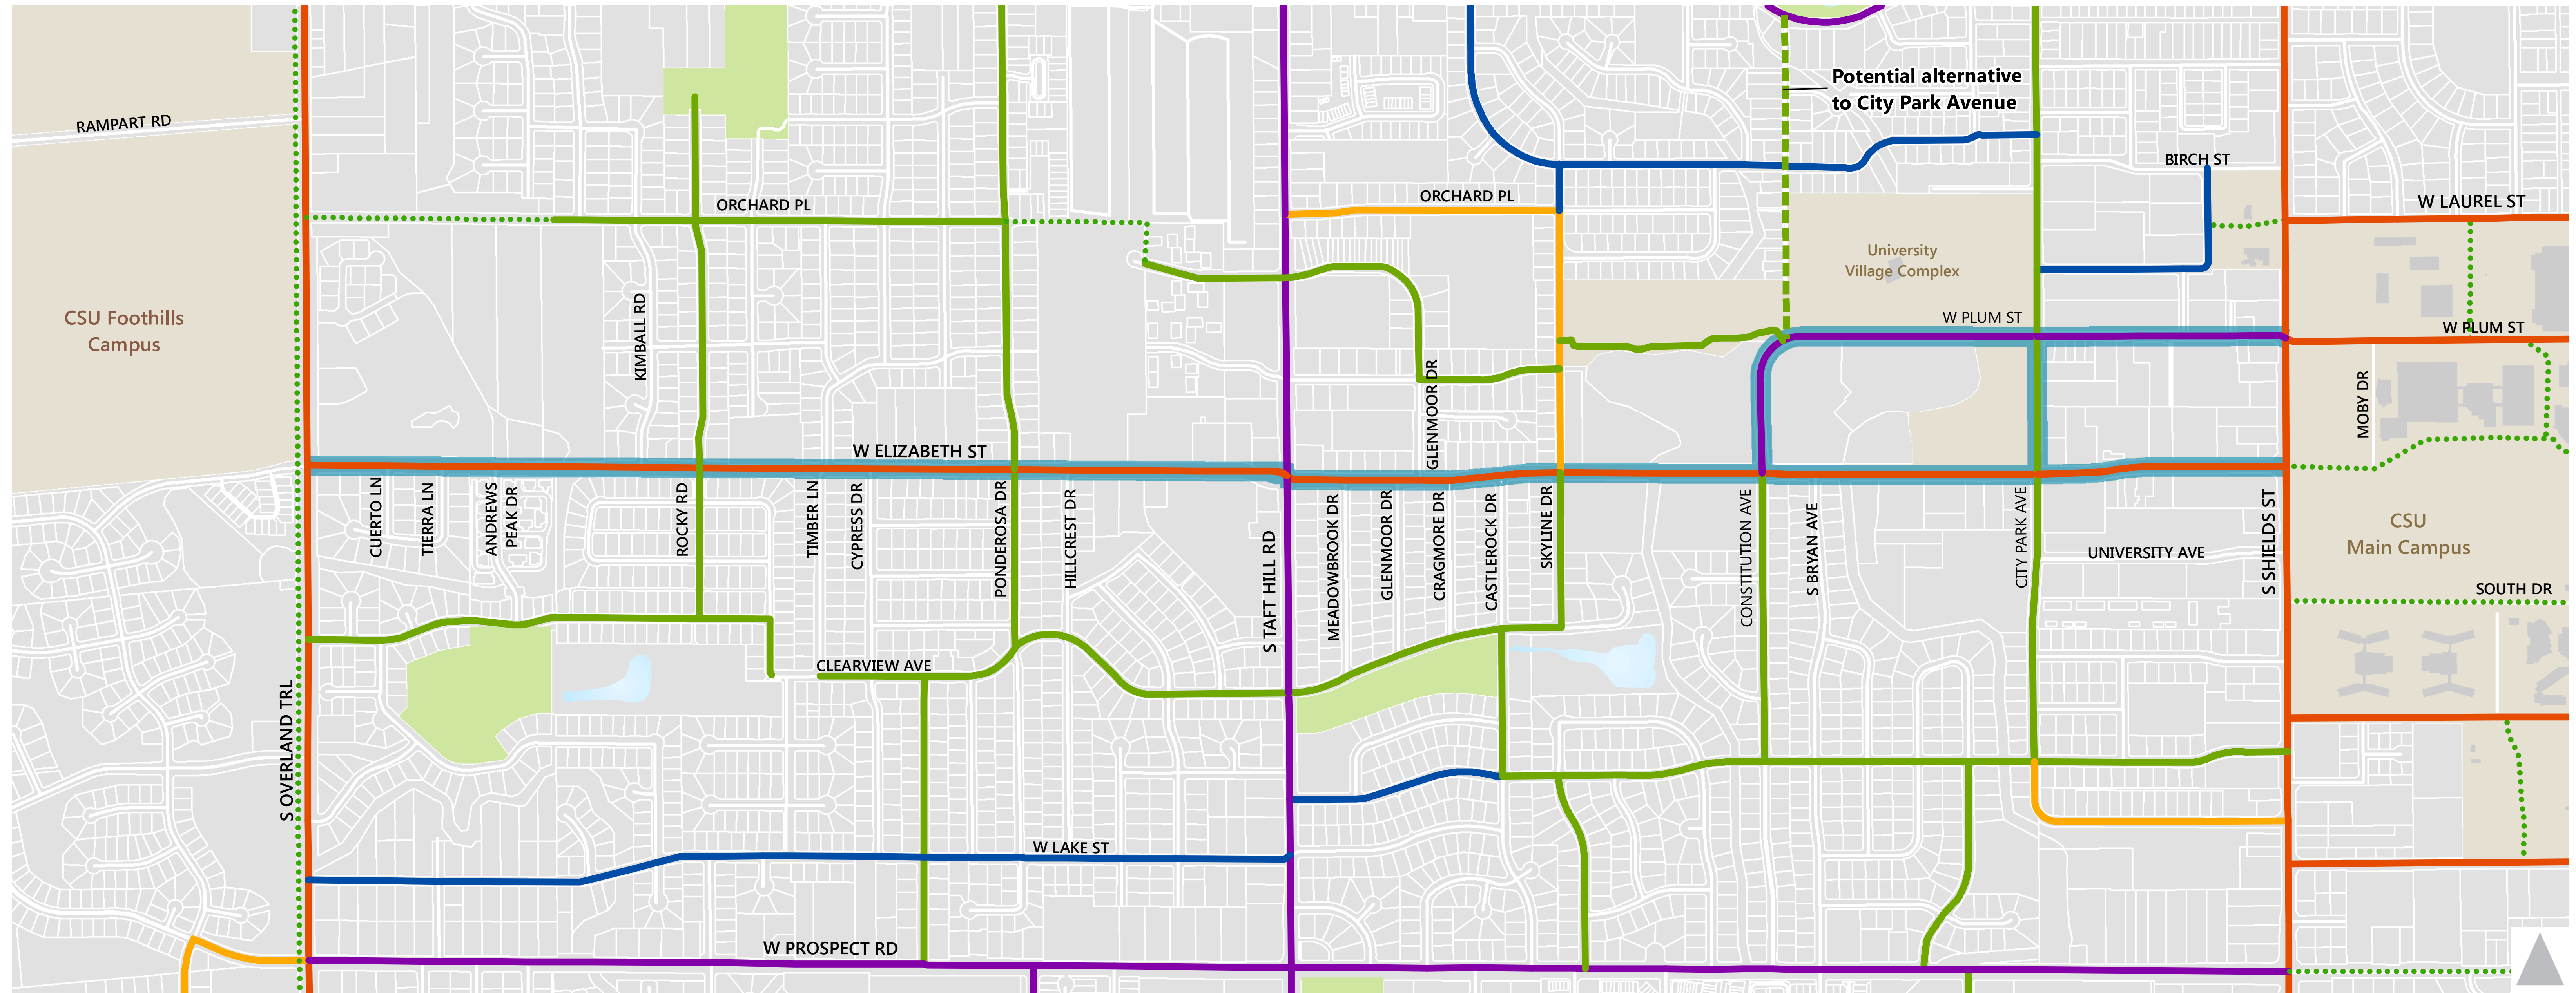 Potential alternative
to City Park Avenue
RAMPART RD
BIRCH ST
ORCHARD PL
ORCHARD PL
W LAUREL ST
University
Village Complex
CSU Foothills
Campus
KIMBALL RD
W PLUM ST
W PLUM ST
GLENMOOR DR
MOBY DR
W ELIZABETH ST
CUERTO LN
TIERRA LN
ANDREWS
PEAK DR
ROCKY RD
TIMBER LN
CYPRESS DR
PONDEROSA DR
HILLCREST DR
S TAFT HILL RD
MEADOWBROOK DR
GLENMOOR DR
CRAGMORE DR
CASTLEROCK DR
SKYLINE DR
CONSTITUTION AVE
S BRYAN AVE
CITY PARK AVE
UNIVERSITY AVE
S SHIELDS ST
CSU
Main Campus
SOUTH DR
CLEARVIEW AVE
S OVERLAND TRL
W LAKE ST
W PROSPECT RD